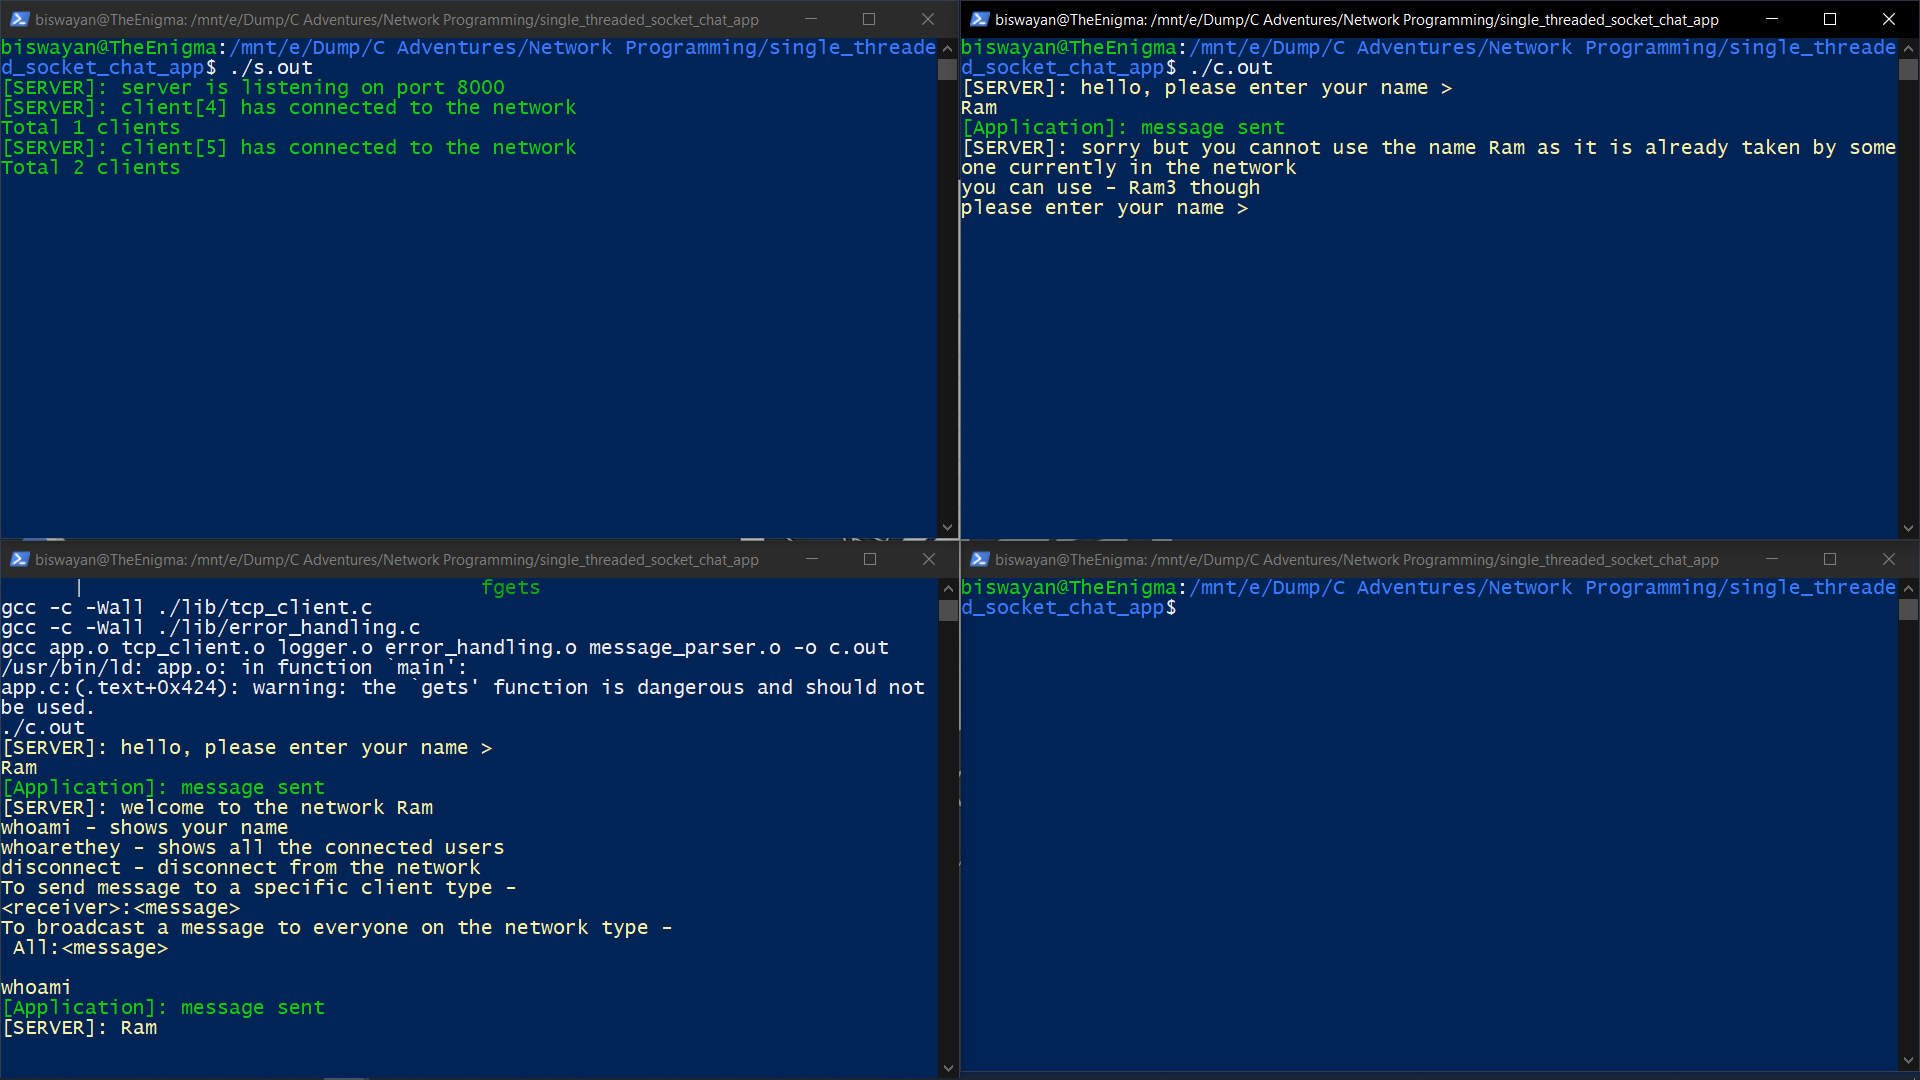 biswayan@TheEnigma: /mnt/e/Dump/C Adventures/Network Programming/single_threaded_socket_chat_app
biswayan@TheEnigma:/mnt/e/Dump/C Adventures/Network Programming/single_threade
d_socket_chat_app$ ./s.out
[SERVER]: server is listening on port 8000
[SERVER]: client[4] has connected to the network
Total 1 clients
[SERVER]: client[5] has connected to the network
Total 2 clients
biswayan@TheEnigma: /mnt/e/Dump/C Adventures/Network Programming/single_threaded_socket_chat_app
biswayan@TheEnigma:/mnt/e/Dump/C Adventures/Network Programming/single_threade
d_socket_chat_app$ ./c.out
[SERVER]: hello, please enter your name >
Ram
[Application]: message sent
[SERVER]: sorry but you cannot use the name Ram as it is already taken by some
one currently in the network
you can use - Ram3 though
please enter your name >
biswayan@TheEnigma: /mnt/e/Dump/C Adventures/Network Programming/single_threaded_socket_chat_app
| fgets
gcc -c -Wall ./lib/tcp_client.c
gcc -c -Wall ./lib/error_handling.c
gcc app.o tcp_client.o logger.o error_handling.o message_parser.o -o c.out
/usr/bin/ld: app.o: in function `main':
app.c:(.text+0x424): warning: the `gets' function is dangerous and should not
be used.
./c.out
[SERVER]: hello, please enter your name >
Ram
[Application]: message sent
[SERVER]: welcome to the network Ram
whoami - shows your name
whoarethey - shows all the connected users
disconnect - disconnect from the network
To send message to a specific client type -
<receiver>:<message>
To broadcast a message to everyone on the network type -
All:<message>
whoami
[Application]: message sent
[SERVER]: Ram
biswayan@TheEnigma: /mnt/e/Dump/C Adventures/Network Programming/single_threaded_socket_chat_app
biswayan@TheEnigma:/mnt/e/Dump/C Adventures/Network Programming/single_threade
d_socket_chat_app$